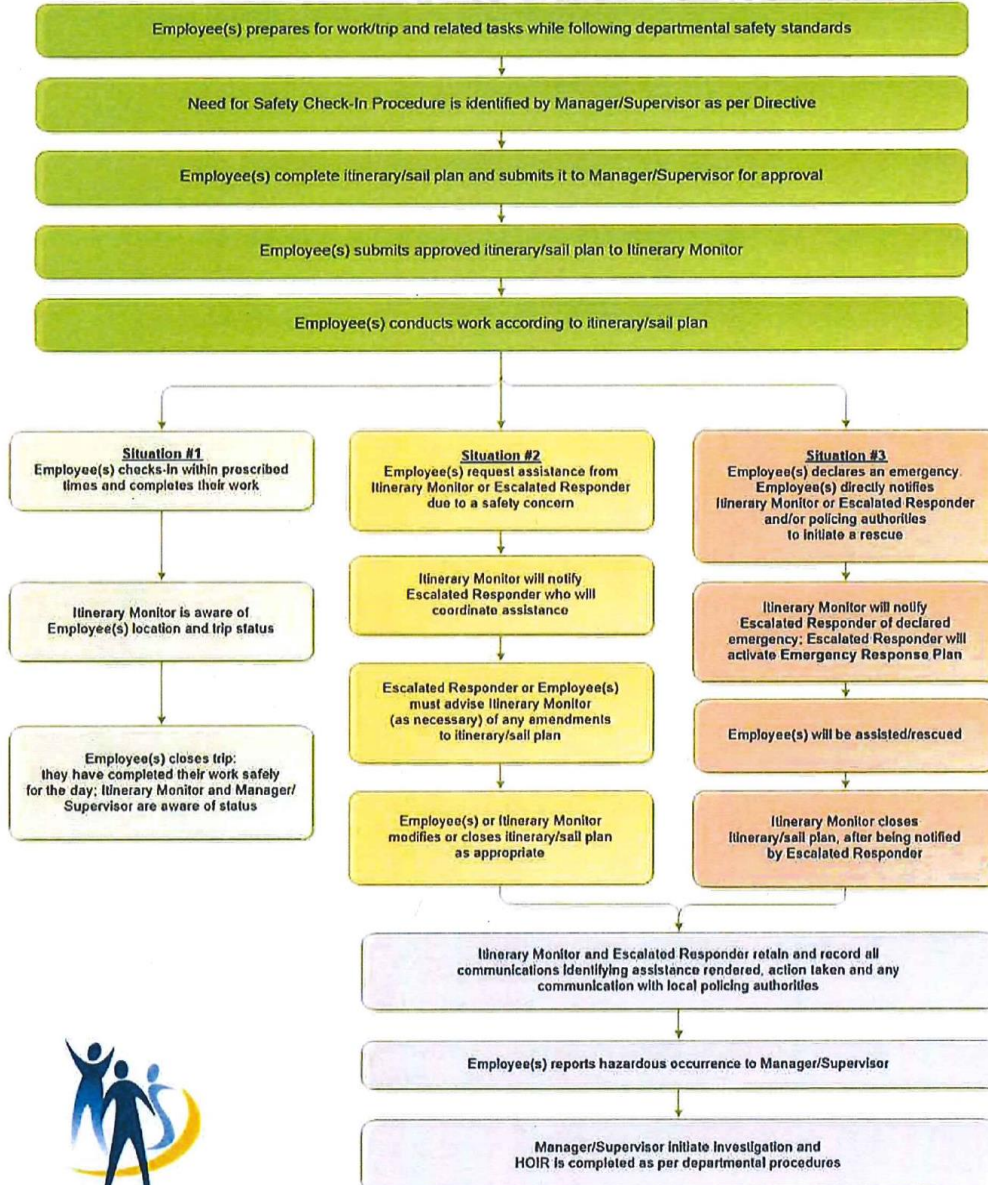 Employee(s) prepares for work/trip and related tasks while following departmental safety standards
Need for Safety Check-In Procedure is identified by Manager/Supervisor as per Directive
Employee(s) complete itinerary/sail plan and submits it to Manager/Supervisor for approval
Employee(s) submits approved itinerary/sail plan to Itinerary Monitor
Employee(s) conducts work according to itinerary/sail plan
Situation #1
Employee(s) checks-in within prescribed
times and completes their work
Itinerary Monitor is aware of
Employee(s) location and trip status
Employee(s) closes trip:
they have completed their work safely
for the day; Itinerary Monitor and Manager/
Supervisor are aware of status
Situation #2
Employee(s) request assistance from
Itinerary Monitor or Escalated Responder
due to a safety concern
Itinerary Monitor will notify
Escalated Responder who will
coordinate assistance
Escalated Responder or Employee(s)
must advise Itinerary Monitor
(as necessary) of any amendments
to itinerary/sail plan
Employee(s) or Itinerary Monitor
modifies or closes itinerary/sail plan
as appropriate
Situation #3
Employee(s) declares an emergency.
Employee(s) directly notifies
Itinerary Monitor or Escalated Responder
and/or policing authorities
to initiate a rescue
Itinerary Monitor will notify
Escalated Responder of declared
emergency; Escalated Responder will
activate Emergency Response Plan
Employee(s) will be assisted/rescued
Itinerary Monitor closes
itinerary/sail plan, after being notified
by Escalated Responder
Itinerary Monitor and Escalated Responder retain and record all
communications identifying assistance rendered, action taken and any
communication with local policing authorities
Employee(s) reports hazardous occurrence to Manager/Supervisor
Manager/Supervisor initiate investigation and
HOIR is completed as per departmental procedures